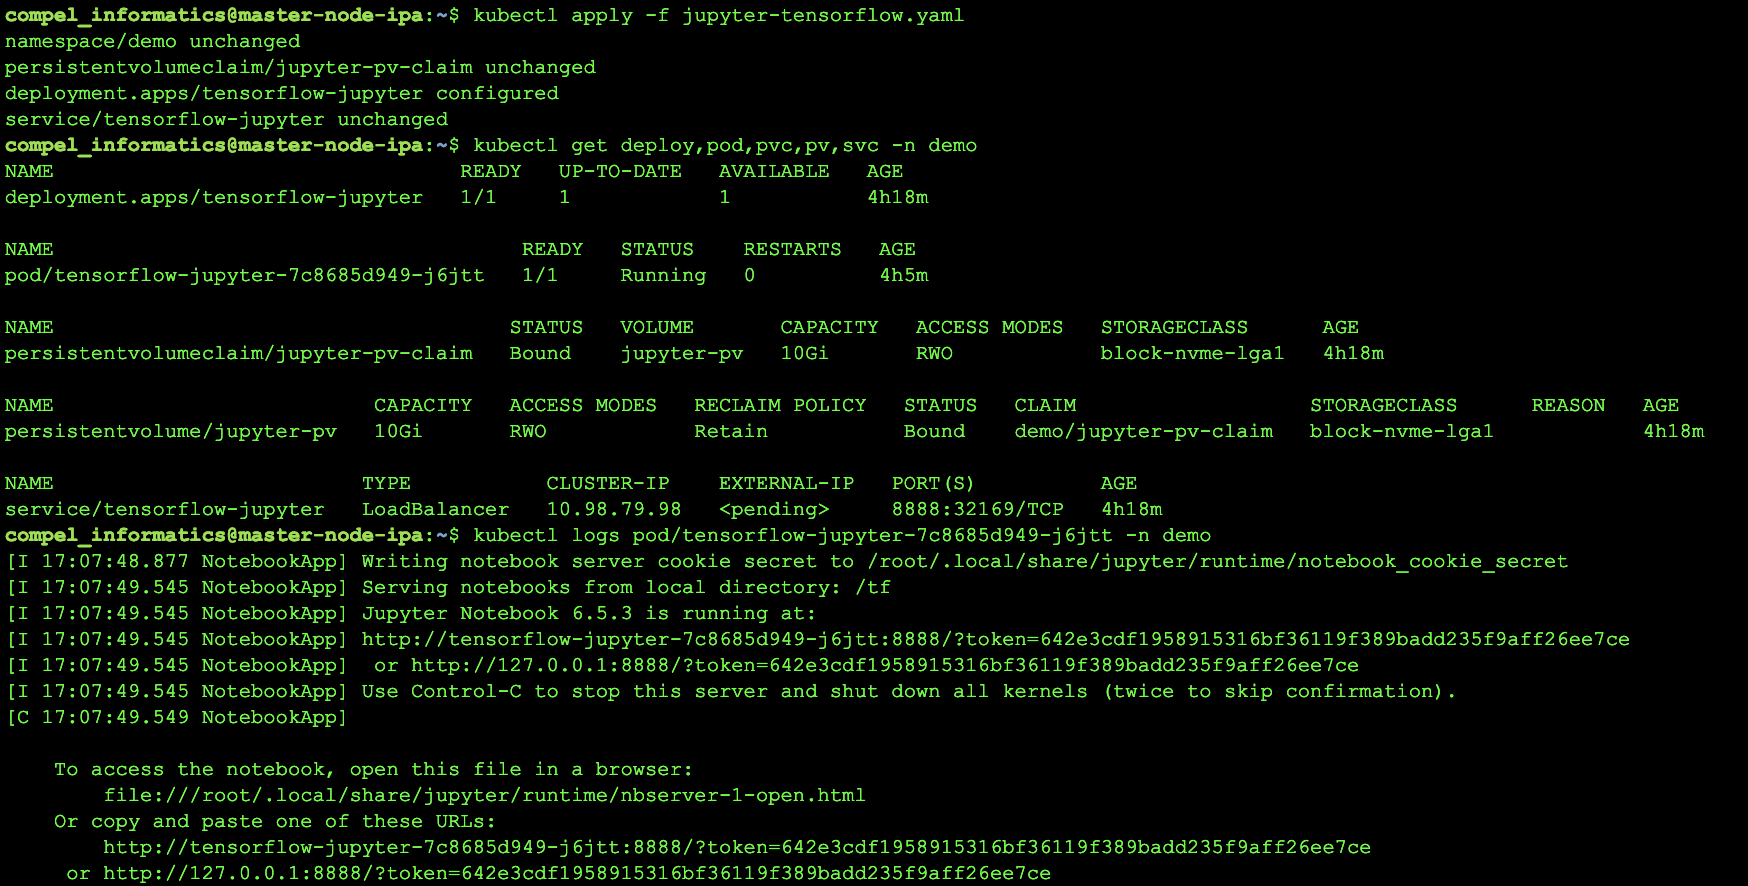 compel_informatics@master-node-ipa:~$ kubectl apply -f jupyter-tensorflow.yaml
namespace/demo unchanged
persistentvolumeclaim/jupyter-pv-claim unchanged
deployment.apps/tensorflow-jupyter configured
service/tensorflow-jupyter unchanged
compel_informatics@master-node-ipa:~$ kubectl get deploy,pod,pvc,pv,svc -n demo
NAME READY UP-TO-DATE AVAILABLE AGE
deployment.apps/tensorflow-jupyter 1/1 1 1 4h18m
NAME READY STATUS RESTARTS AGE
pod/tensorflow-jupyter-7c8685d949-j6jtt 1/1 Running 0 4h5m
NAME STATUS VOLUME CAPACITY ACCESS MODES STORAGECLASS AGE
persistentvolumeclaim/jupyter-pv-claim Bound jupyter-pv 10Gi RWO block-nvme-lga1 4h18m
NAME CAPACITY ACCESS MODES RECLAIM POLICY STATUS CLAIM STORAGECLASS REASON AGE
persistentvolume/jupyter-pv 10Gi RWO Retain Bound demo/jupyter-pv-claim block-nvme-lga1 4h18m
NAME TYPE CLUSTER-IP EXTERNAL-IP PORT(S) AGE
service/tensorflow-jupyter LoadBalancer 10.98.79.98 <pending> 8888:32169/TCP 4h18m
compel_informatics@master-node-ipa:~$ kubectl logs pod/tensorflow-jupyter-7c8685d949-j6jtt -n demo
[I 17:07:48.877 NotebookApp] Writing notebook server cookie secret to /root/.local/share/jupyter/runtime/notebook_cookie_secret
[I 17:07:49.545 NotebookApp] Serving notebooks from local directory: /tf
[I 17:07:49.545 NotebookApp] Jupyter Notebook 6.5.3 is running at:
[I 17:07:49.545 NotebookApp] http://tensorflow-jupyter-7c8685d949-j6jtt:8888/?token=642e3cdf1958915316bf36119f389badd235f9aff26ee7ce
[I 17:07:49.545 NotebookApp]  or http://127.0.0.1:8888/?token=642e3cdf1958915316bf36119f389badd235f9aff26ee7ce
[I 17:07:49.545 NotebookApp] Use Control-C to stop this server and shut down all kernels (twice to skip confirmation).
[C 17:07:49.549 NotebookApp]
To access the notebook, open this file in a browser:
file:///root/.local/share/jupyter/runtime/nbserver-1-open.html
Or copy and paste one of these URLs:
http://tensorflow-jupyter-7c8685d949-j6jtt:8888/?token=642e3cdf1958915316bf36119f389badd235f9aff26ee7ce
or http://127.0.0.1:8888/?token=642e3cdf1958915316bf36119f389badd235f9aff26ee7ce